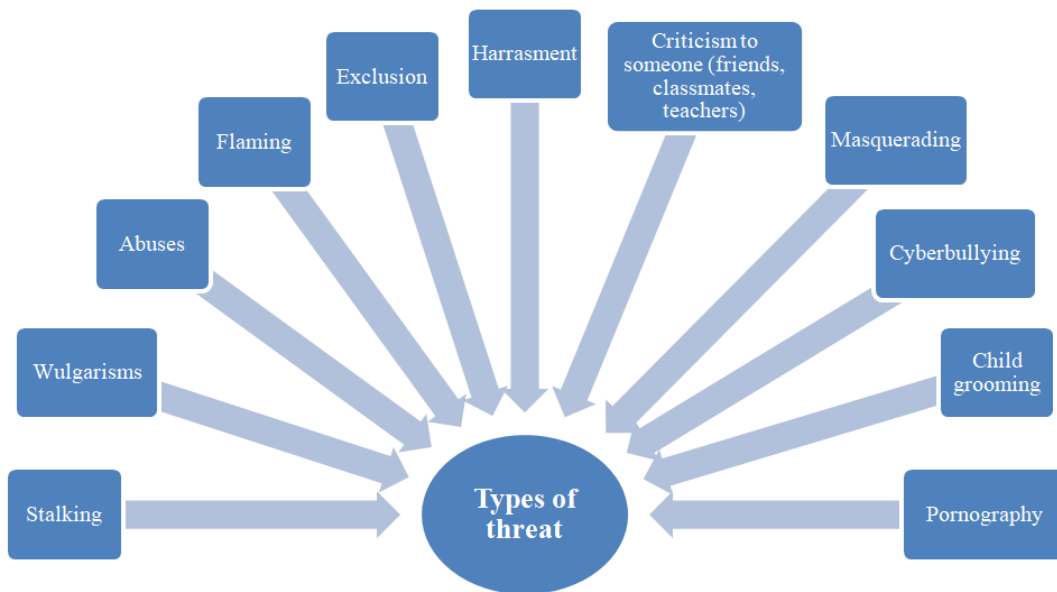 Harrasment
Criticism to
someone (friends,
classmates,
teachers)
Exclusion
Masquerading
Flaming
Cyberbullying
Abuses
Child
grooming
Wulgarisms
Stalking
Types of
threat
Pornography